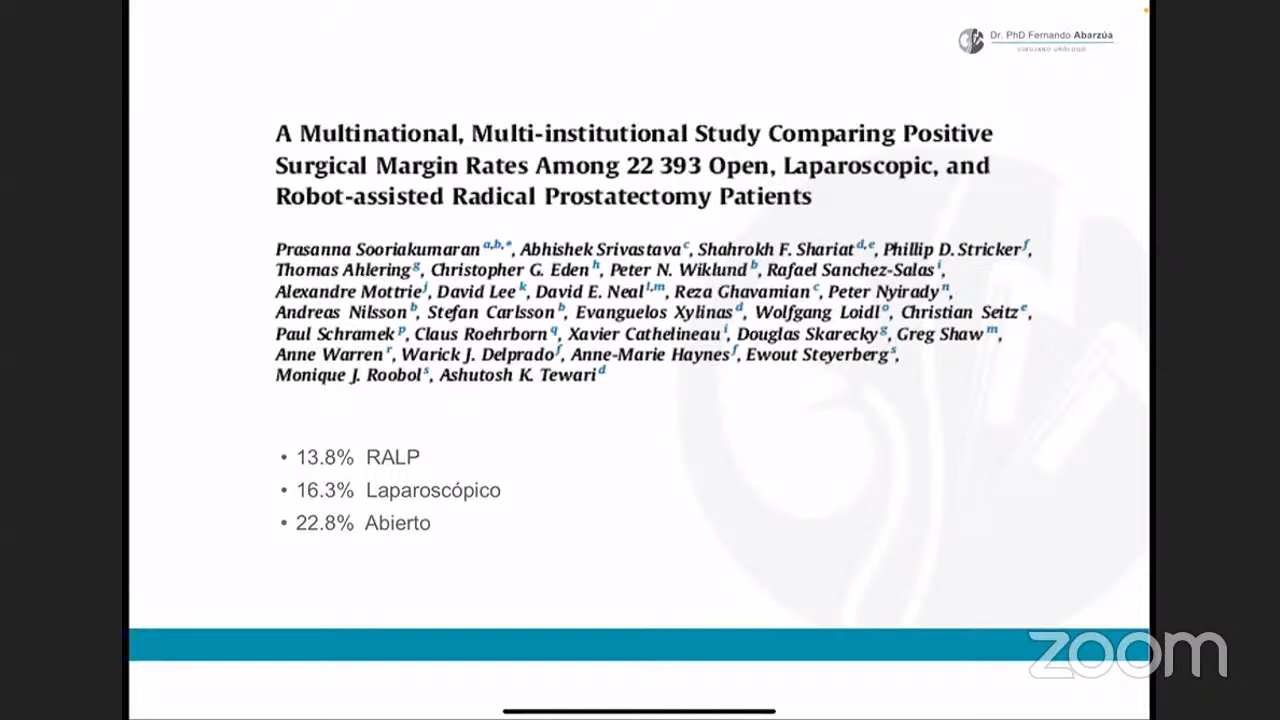 Dr. PhD Fernando Abarzúa
CIRUJANO URÓLOGO
A Multinational, Multi-institutional Study Comparing Positive
Surgical Margin Rates Among 22 393 Open, Laparoscopic, and
Robot-assisted Radical Prostatectomy Patients
Prasanna Sooriakumaran a,b,*, Abhishek Srivastava c, Shahrokh F. Shariat d,e, Phillip D. Stricker f,
Thomas Ahlering g, Christopher G. Eden h, Peter N. Wiklund b, Rafael Sanchez-Salas i,
Alexandre Mottrie j, David Lee k, David E. Neal l,m, Reza Ghavamian c, Peter Nyirady n,
Andreas Nilsson b, Stefan Carlsson b, Evanguelos Xylinas d, Wolfgang Loidl o, Christian Seitz e,
Paul Schramek p, Claus Roehrborn q, Xavier Cathelineau i, Douglas Skarecky g, Greg Shaw m,
Anne Warren r, Warick J. Delprado f, Anne-Marie Haynes f, Ewout Steyerberg s,
Monique J. Roobol s, Ashutosh K. Tewari d
• 13.8% RALP
• 16.3% Laparoscópico
• 22.8% Abierto
zoom